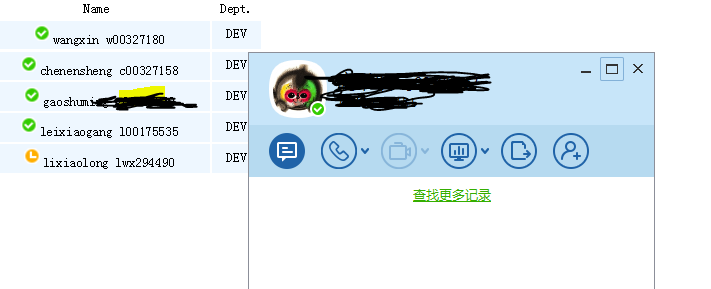 Name Dept.
wangxin w00327180 DEV
chenensheng c00327158 DEV
DEV
leixiaogang l00175535 DEV
lixiaolong lwx294490 DEV
查找更多记录